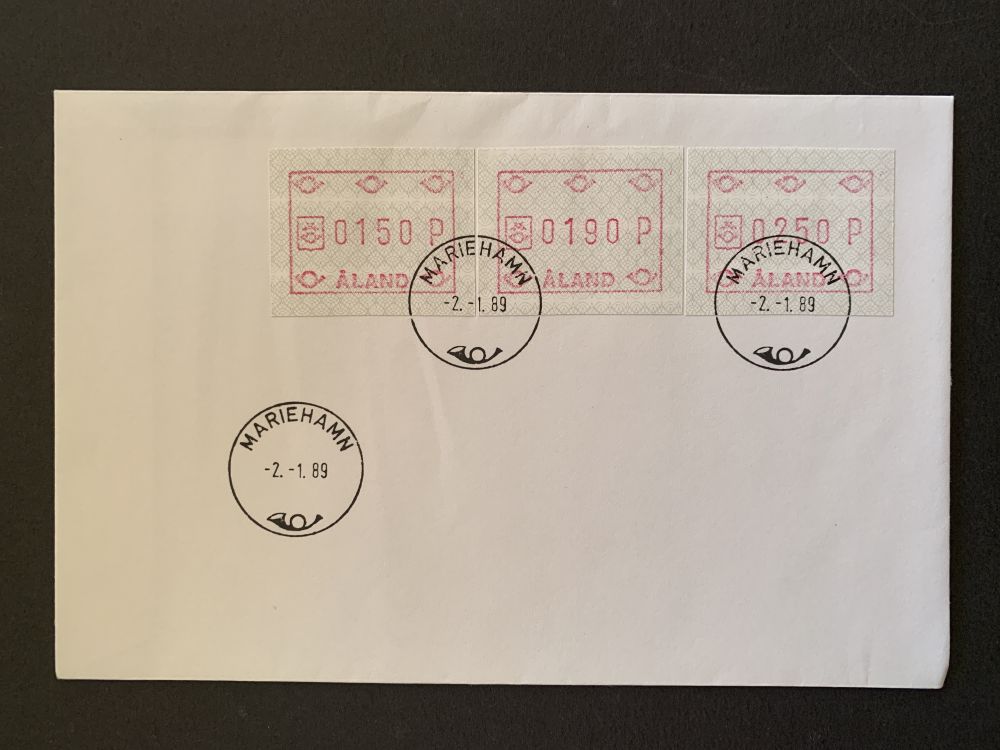 0150 P
ÅLAND
0190 P
ÅLAND
0250 P
ÅLAND
MARIEHAMN
-2.-1.89
MARIEHAMN
-2.-1.89
MARIEHAMN
-2.-1.89